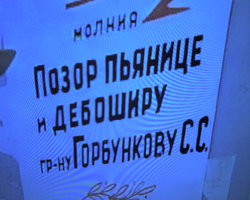 МОЛНИЯ
ПОЗОР ПЬЯНИЦЕ
И ДЕБОШИРУ
ГР-НУ ГОРБУНКОВУ С.С.